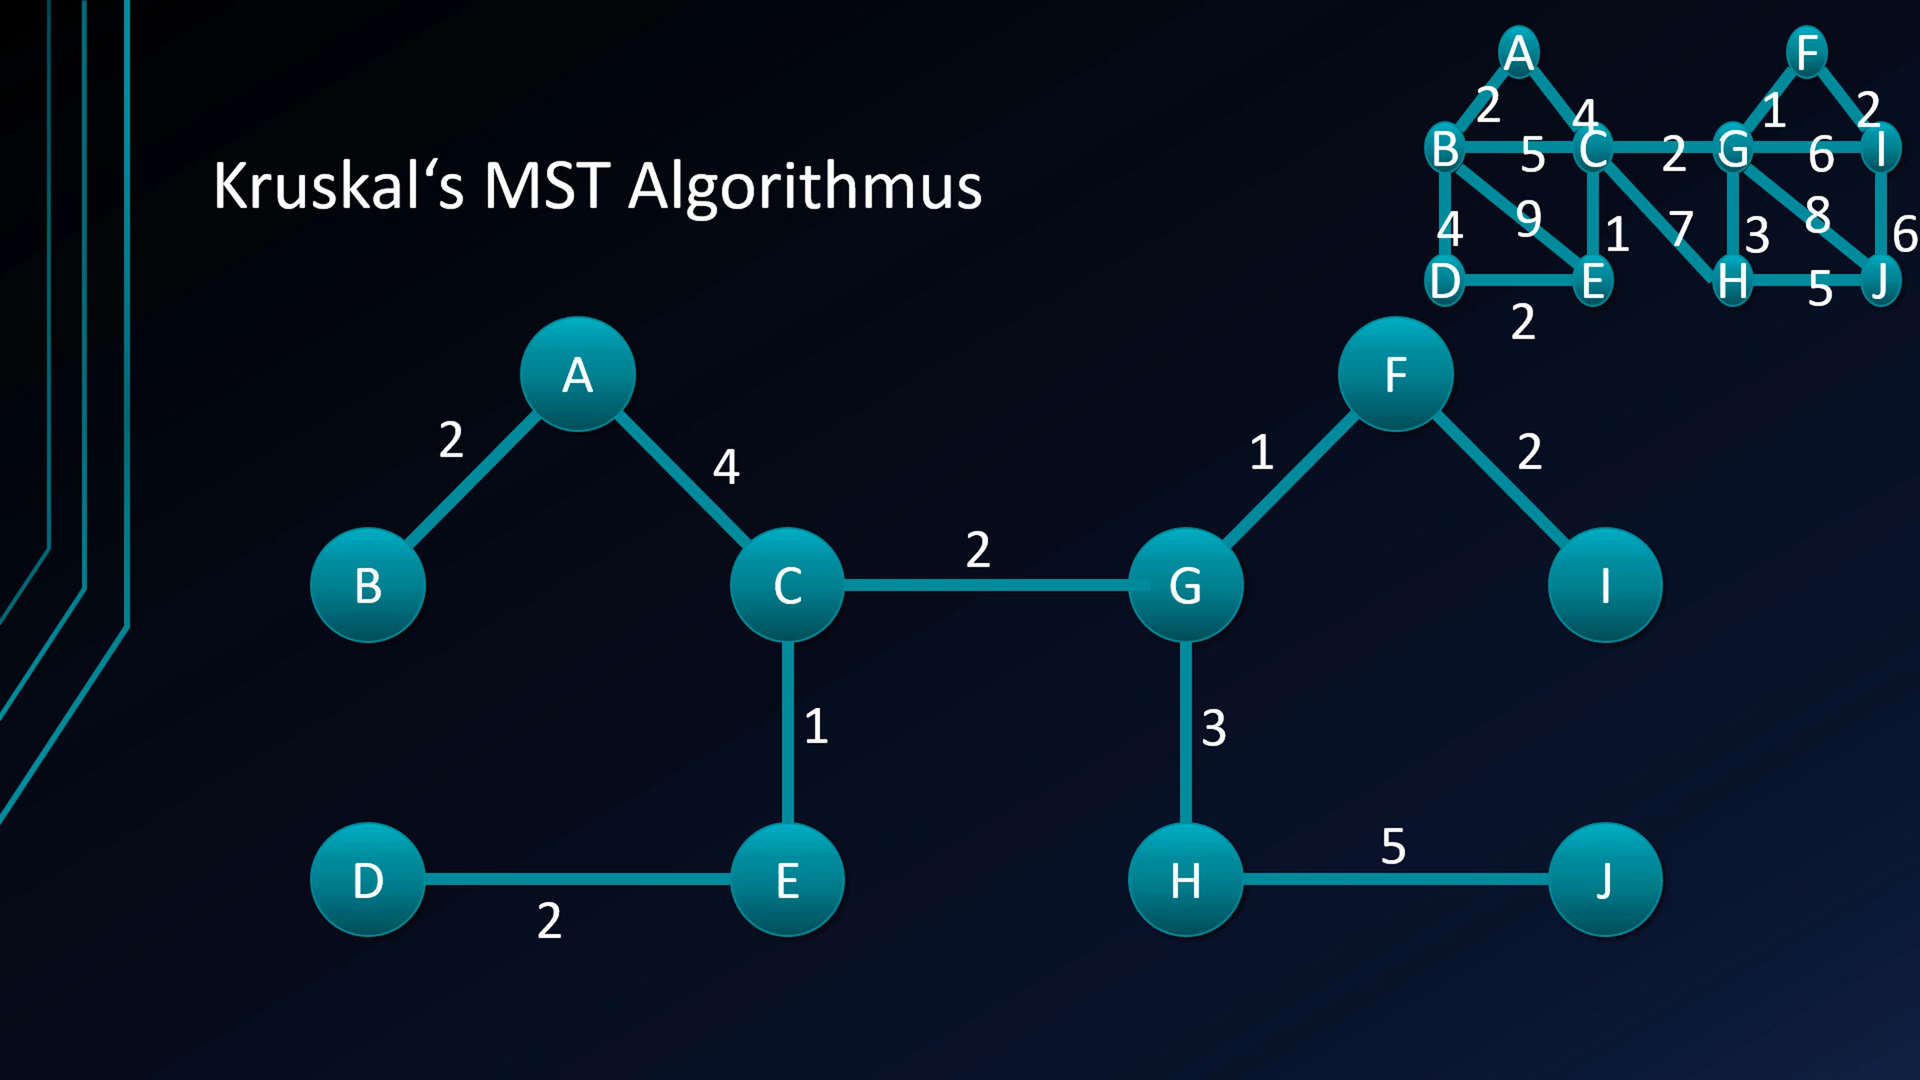 A F
2 4 1 2
B 5 C 2 G 6 I
Kruskal‘s MST Algorithmus
4 9 1 7 3 8 6
D E H 5 J
2
A F
2 4 1 2
B C 2 G I
1 3
D 2 E H 5 J